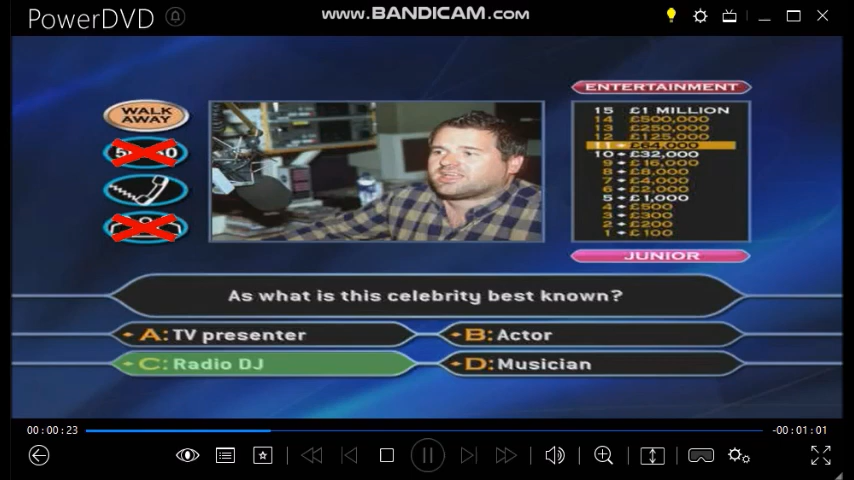 PowerDVD
www.BANDICAM.com
ENTERTAINMENT
WALK
AWAY
15 £1 MILLION
14 £500,000
13 £250,000
12 £125,000
11 £64,000
10 £32,000
9 £16,000
8 £8,000
7 £4,000
6 £2,000
5 £1,000
4 £500
3 £300
2 £200
1 £100
JUNIOR
As what is this celebrity best known?
A: TV presenter
B: Actor
C: Radio DJ
D: Musician
00:00:23
-00:01:01